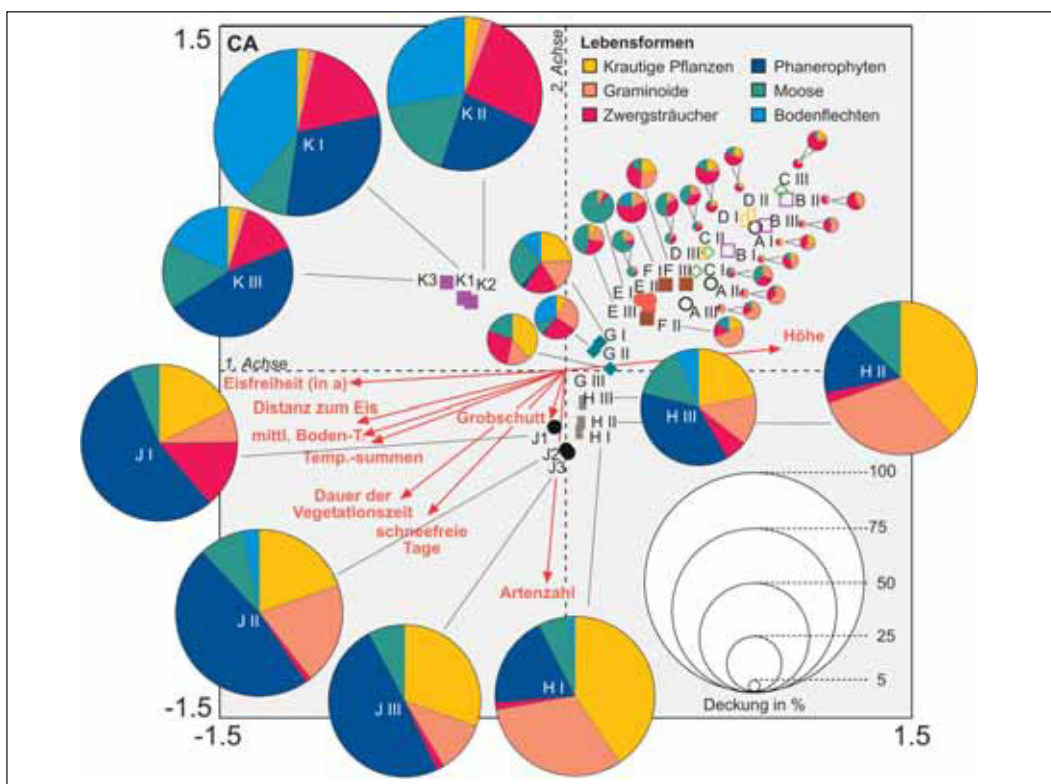 1.5
CA
2. Achse
Lebensformen
Krautige Pflanzen
Phanerophyten
Graminoide
Moose
Zwergsträucher
Bodenflechten
K I
K II
K III
K3
K1
K2
C III
D II
B II
D I
B III
A I
C II
B I
D III
F I
F III
C I
E I
E II
A II
E III
A III
F II
G I
G II
Höhe
1. Achse
Eisfreiheit (in a)
G III
Distanz zum Eis
Grobschutt
H III
mittl. Boden-T.
H II
J1
H I
Temp.-summen
J2
J3
H III
H II
J I
100
Dauer der
Vegetationszeit
schneefreie
Tage
75
50
Artenzahl
J II
25
H I
J III
5
Deckung in %
-1.5
-1.5
1.5